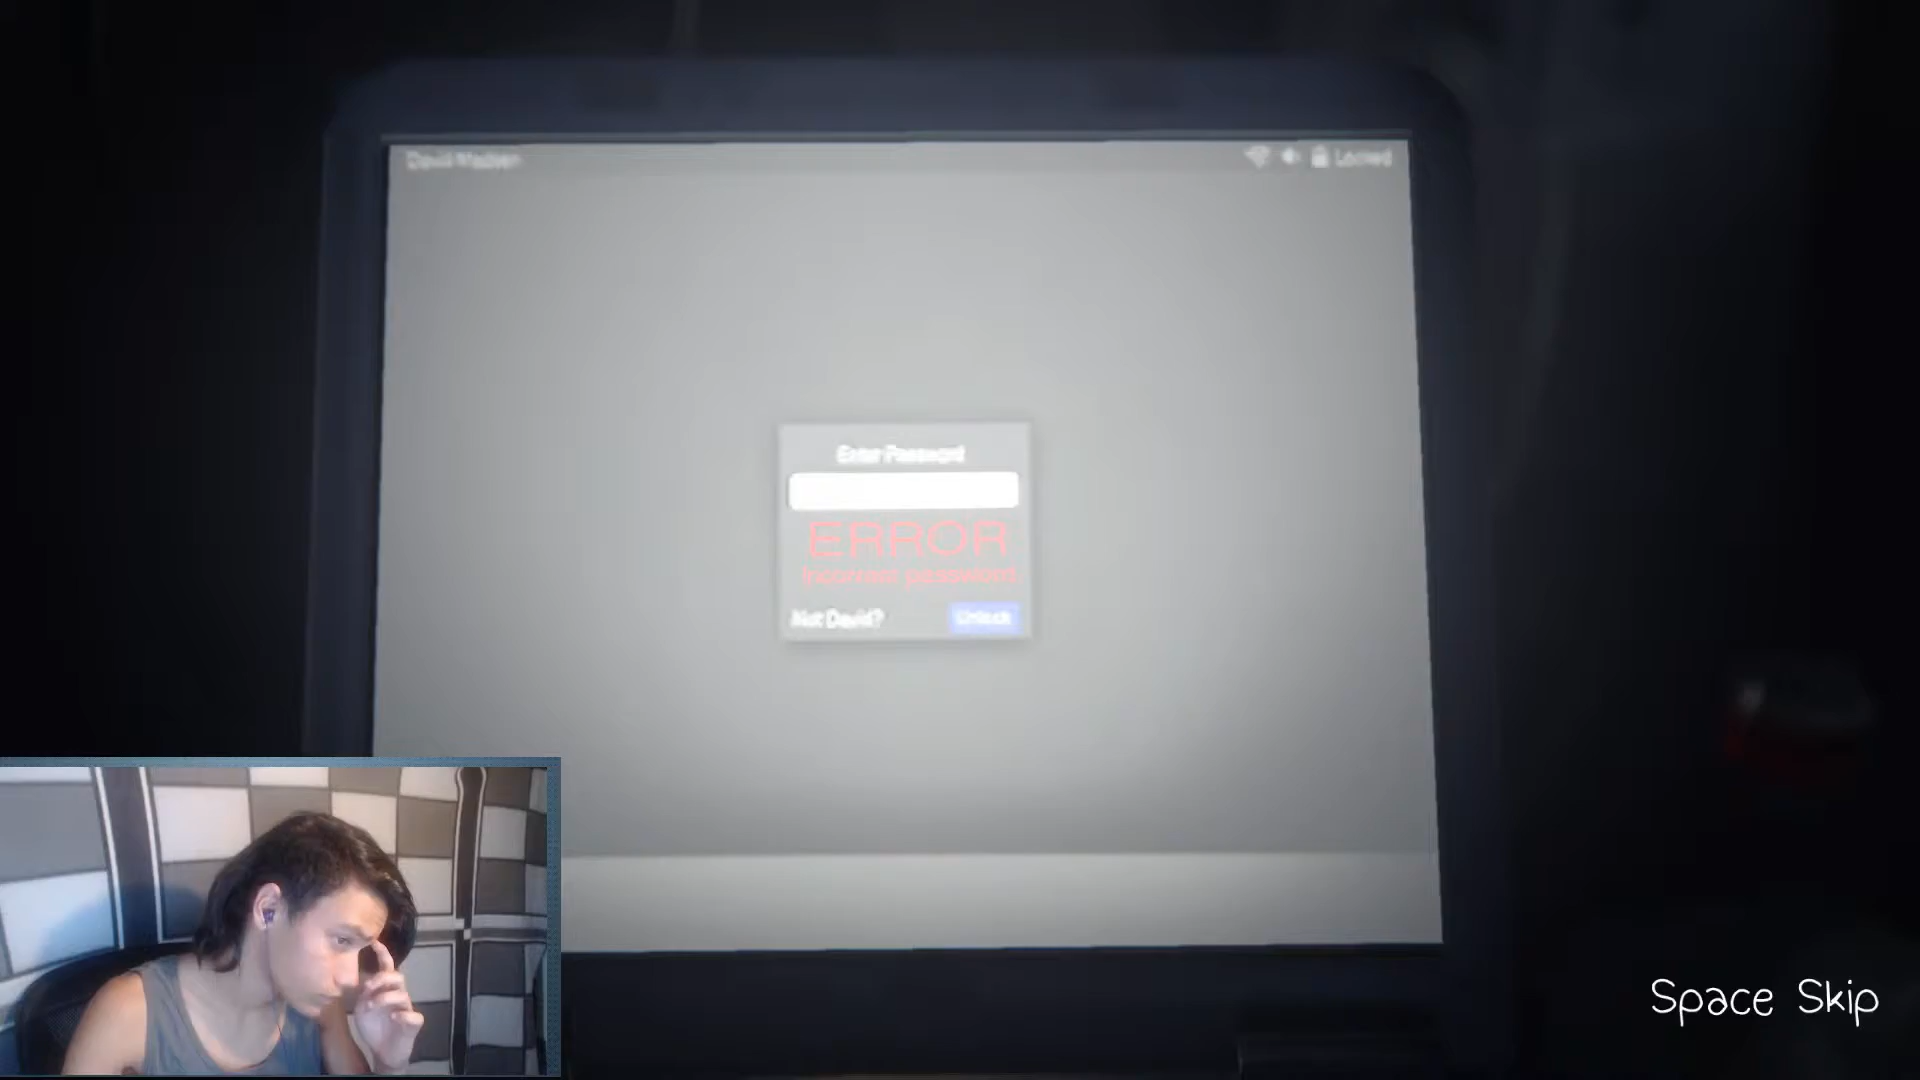 David Madsen
Locked
Enter Password
ERROR
Incorrect password.
Not David?
Unlock
Space Skip